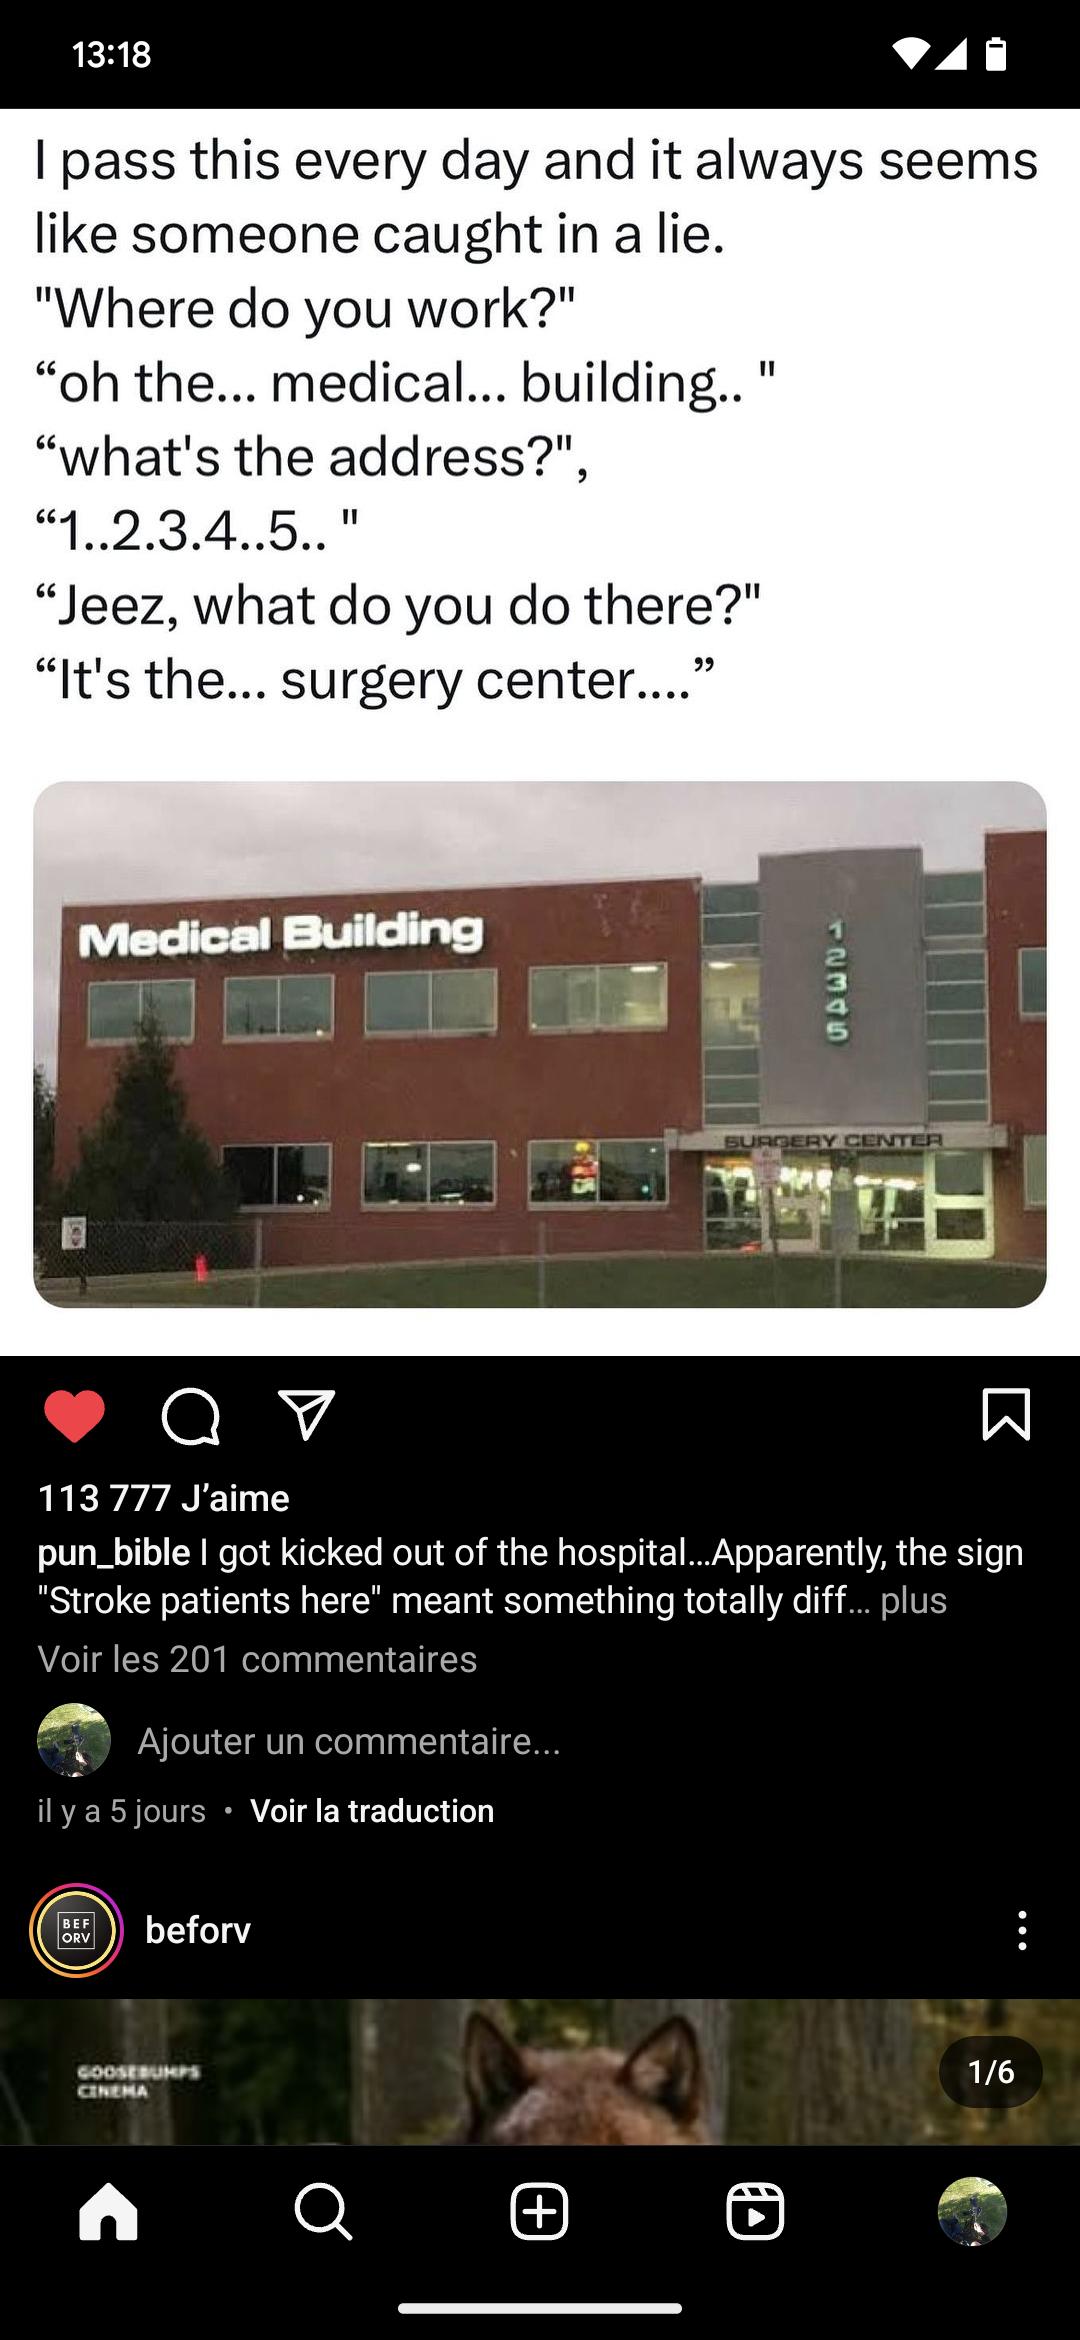 13:18
I pass this every day and it always seems
like someone caught in a lie.
"Where do you work?"
“oh the... medical... building.. "
“what's the address?",
“1..2.3.4..5.. "
“Jeez, what do you do there?"
“It's the... surgery center....”
Medical Building
1
2
3
4
5
SURGERY CENTER
113 777 J’aime
pun_bible I got kicked out of the hospital...Apparently, the sign
"Stroke patients here" meant something totally diff... plus
Voir les 201 commentaires
Ajouter un commentaire...
il y a 5 jours • Voir la traduction
BEF
ORV
beforv
GOOSEBUMPS
CINEMA
1/6